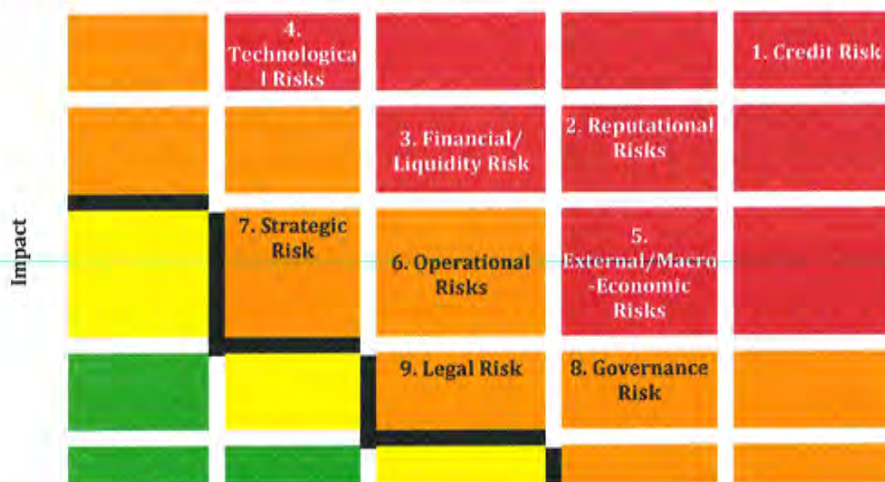 4.
Technologica
l Risks
1. Credit Risk
3. Financial/
Liquidity Risk
2. Reputational
Risks
Impact
7. Strategic
Risk
6. Operational
Risks
5.
External/Macro
-Economic
Risks
9. Legal Risk
8. Governance
Risk